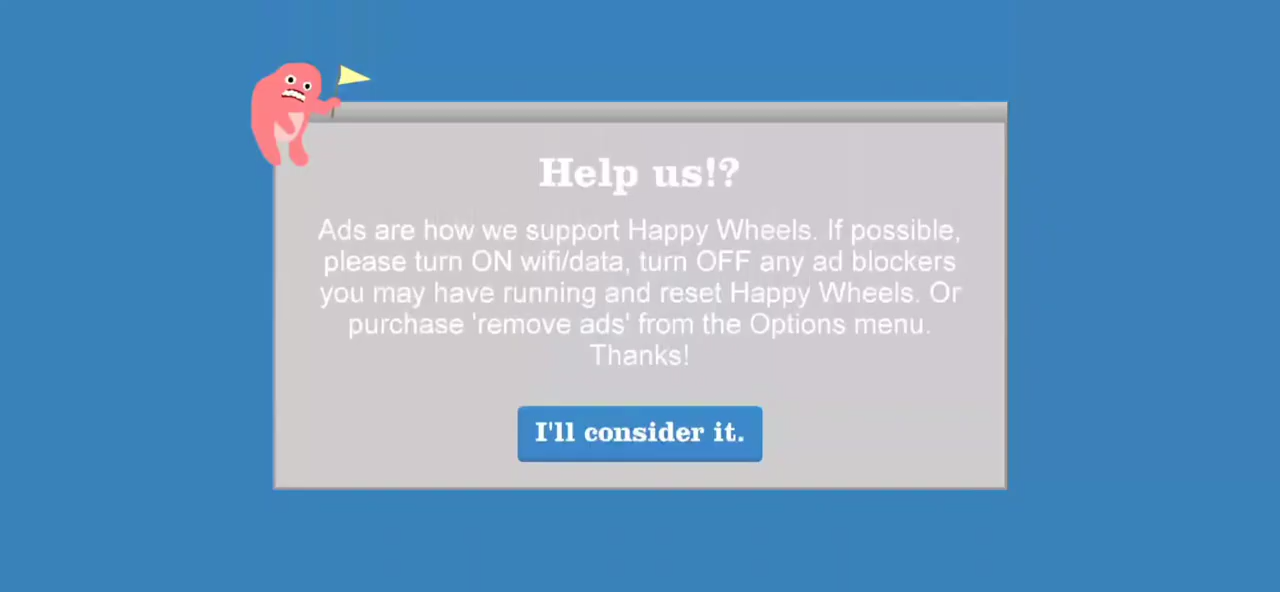 Help us!?
Ads are how we support Happy Wheels. If possible,
please turn ON wifi/data, turn OFF any ad blockers
you may have running and reset Happy Wheels. Or
purchase 'remove ads' from the Options menu.
Thanks!
I'll consider it.